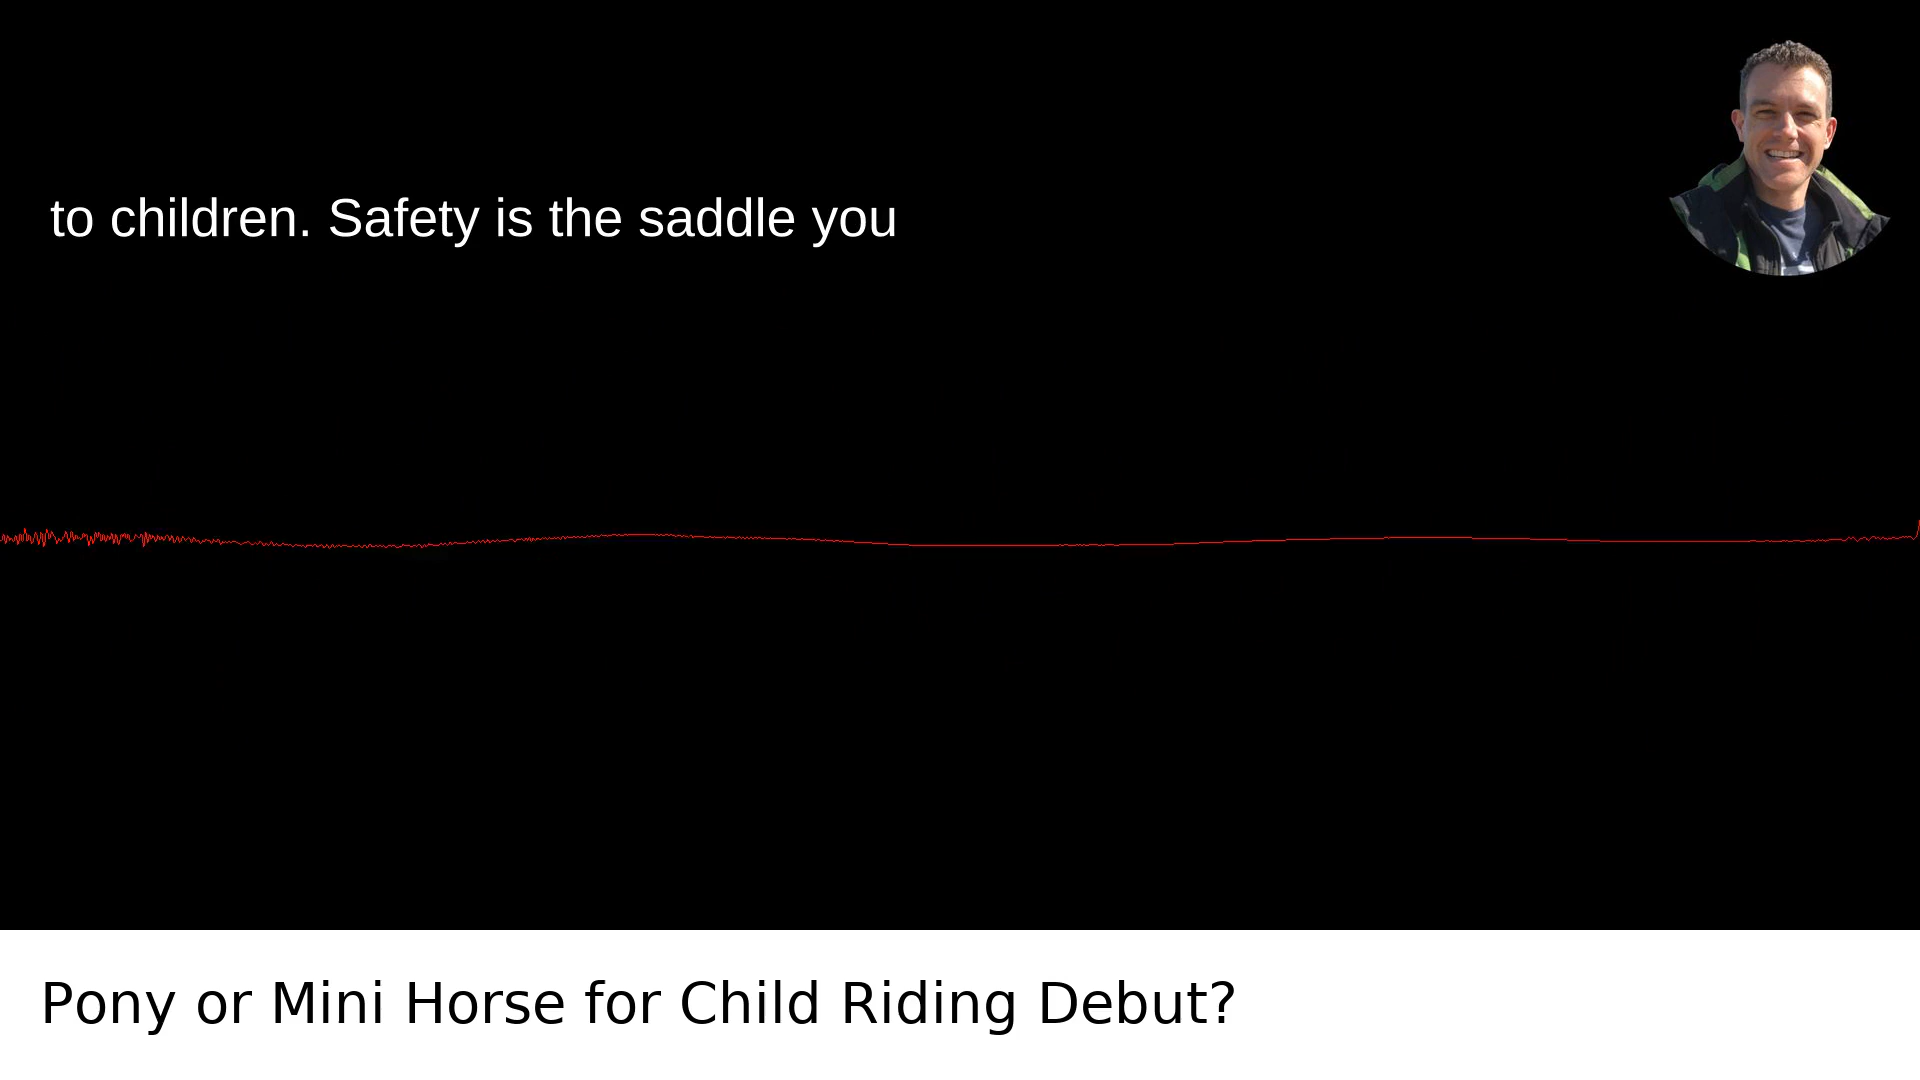 to children. Safety is the saddle you
Pony or Mini Horse for Child Riding Debut?